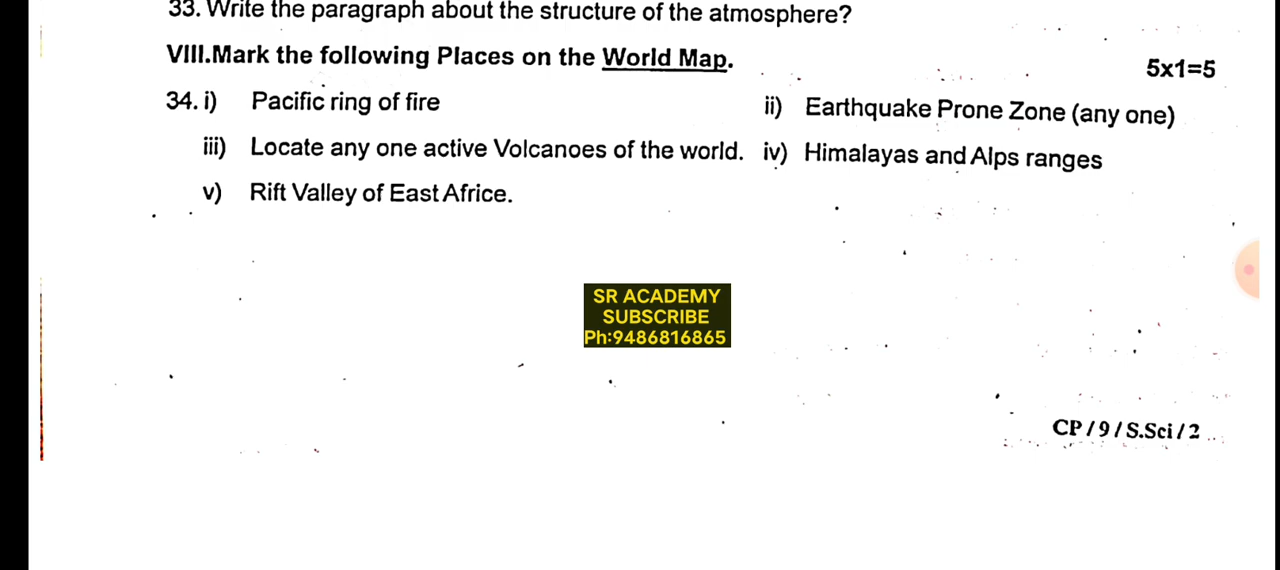 33. Write the paragraph about the structure of the atmosphere?
VIII.Mark the following Places on the World Map. 5x1=5
34. i) Pacific ring of fire ii) Earthquake Prone Zone (any one)
iii) Locate any one active Volcanoes of the world. iv) Himalayas and Alps ranges
v) Rift Valley of East Africe.
SR ACADEMY
SUBSCRIBE
Ph:9486816865
CP / 9 / S.Sci / 2